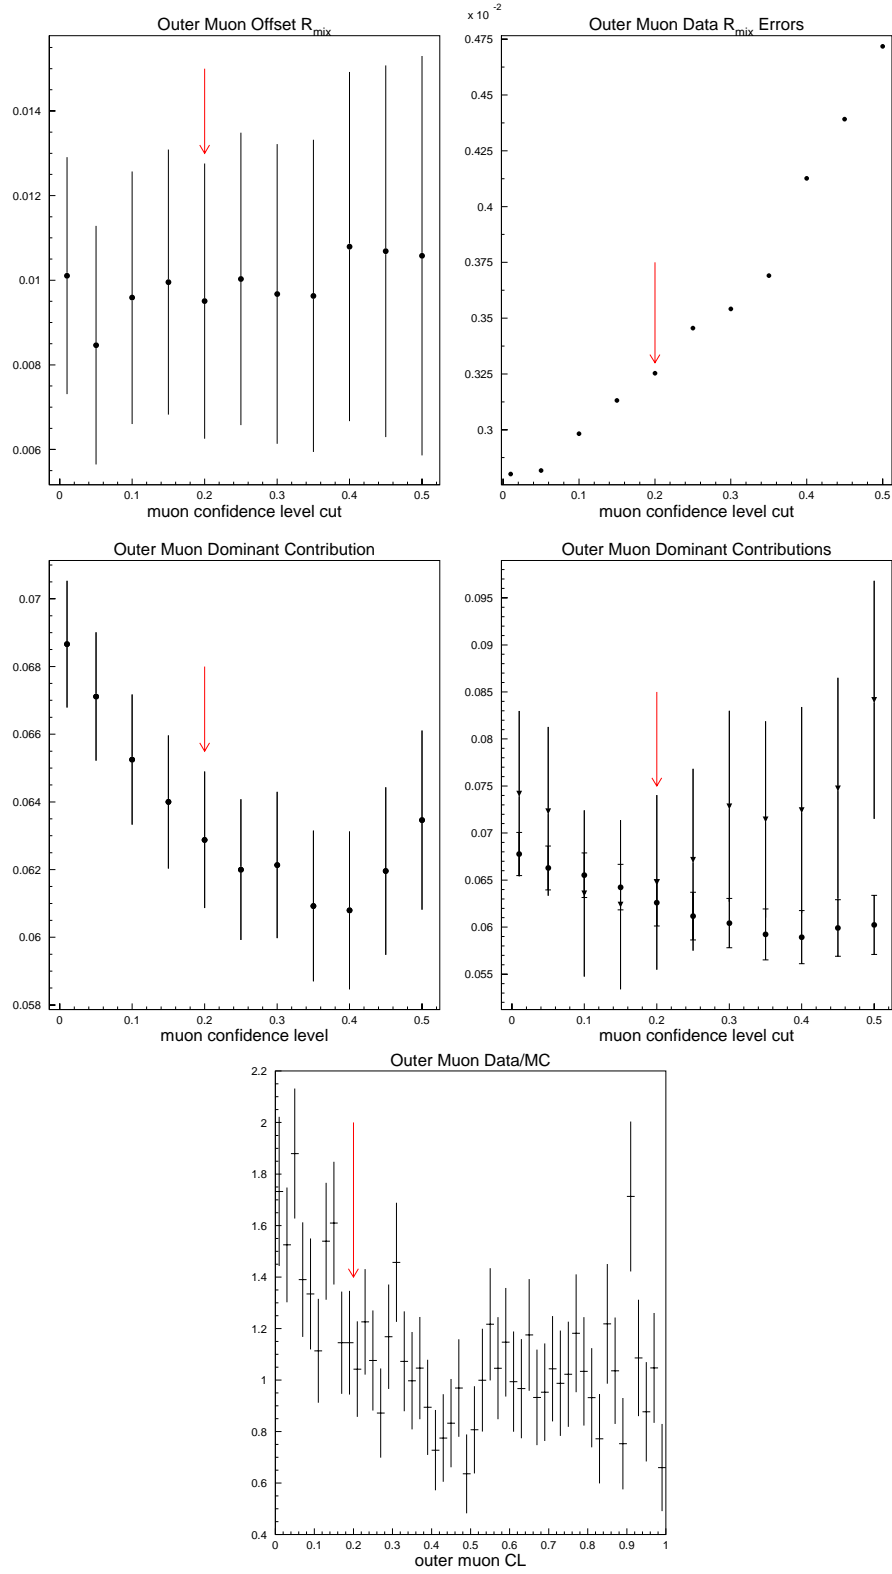 Outer Muon Offset R_mix
0.014
0.012
0.01
0.008
0.006
0 0.1 0.2 0.3 0.4 0.5
muon confidence level cut
x 10^-2
Outer Muon Data R_mix Errors
0.475
0.45
0.425
0.4
0.375
0.35
0.325
0.3
0 0.1 0.2 0.3 0.4 0.5
muon confidence level cut
Outer Muon Dominant Contribution
0.07
0.068
0.066
0.064
0.062
0.06
0.058
0 0.1 0.2 0.3 0.4 0.5
muon confidence level
Outer Muon Dominant Contributions
0.095
0.09
0.085
0.08
0.075
0.07
0.065
0.06
0.055
0 0.1 0.2 0.3 0.4 0.5
muon confidence level cut
Outer Muon Data/MC
2.2
2
1.8
1.6
1.4
1.2
1
0.8
0.6
0.4
0 0.1 0.2 0.3 0.4 0.5 0.6 0.7 0.8 0.9 1
outer muon CL